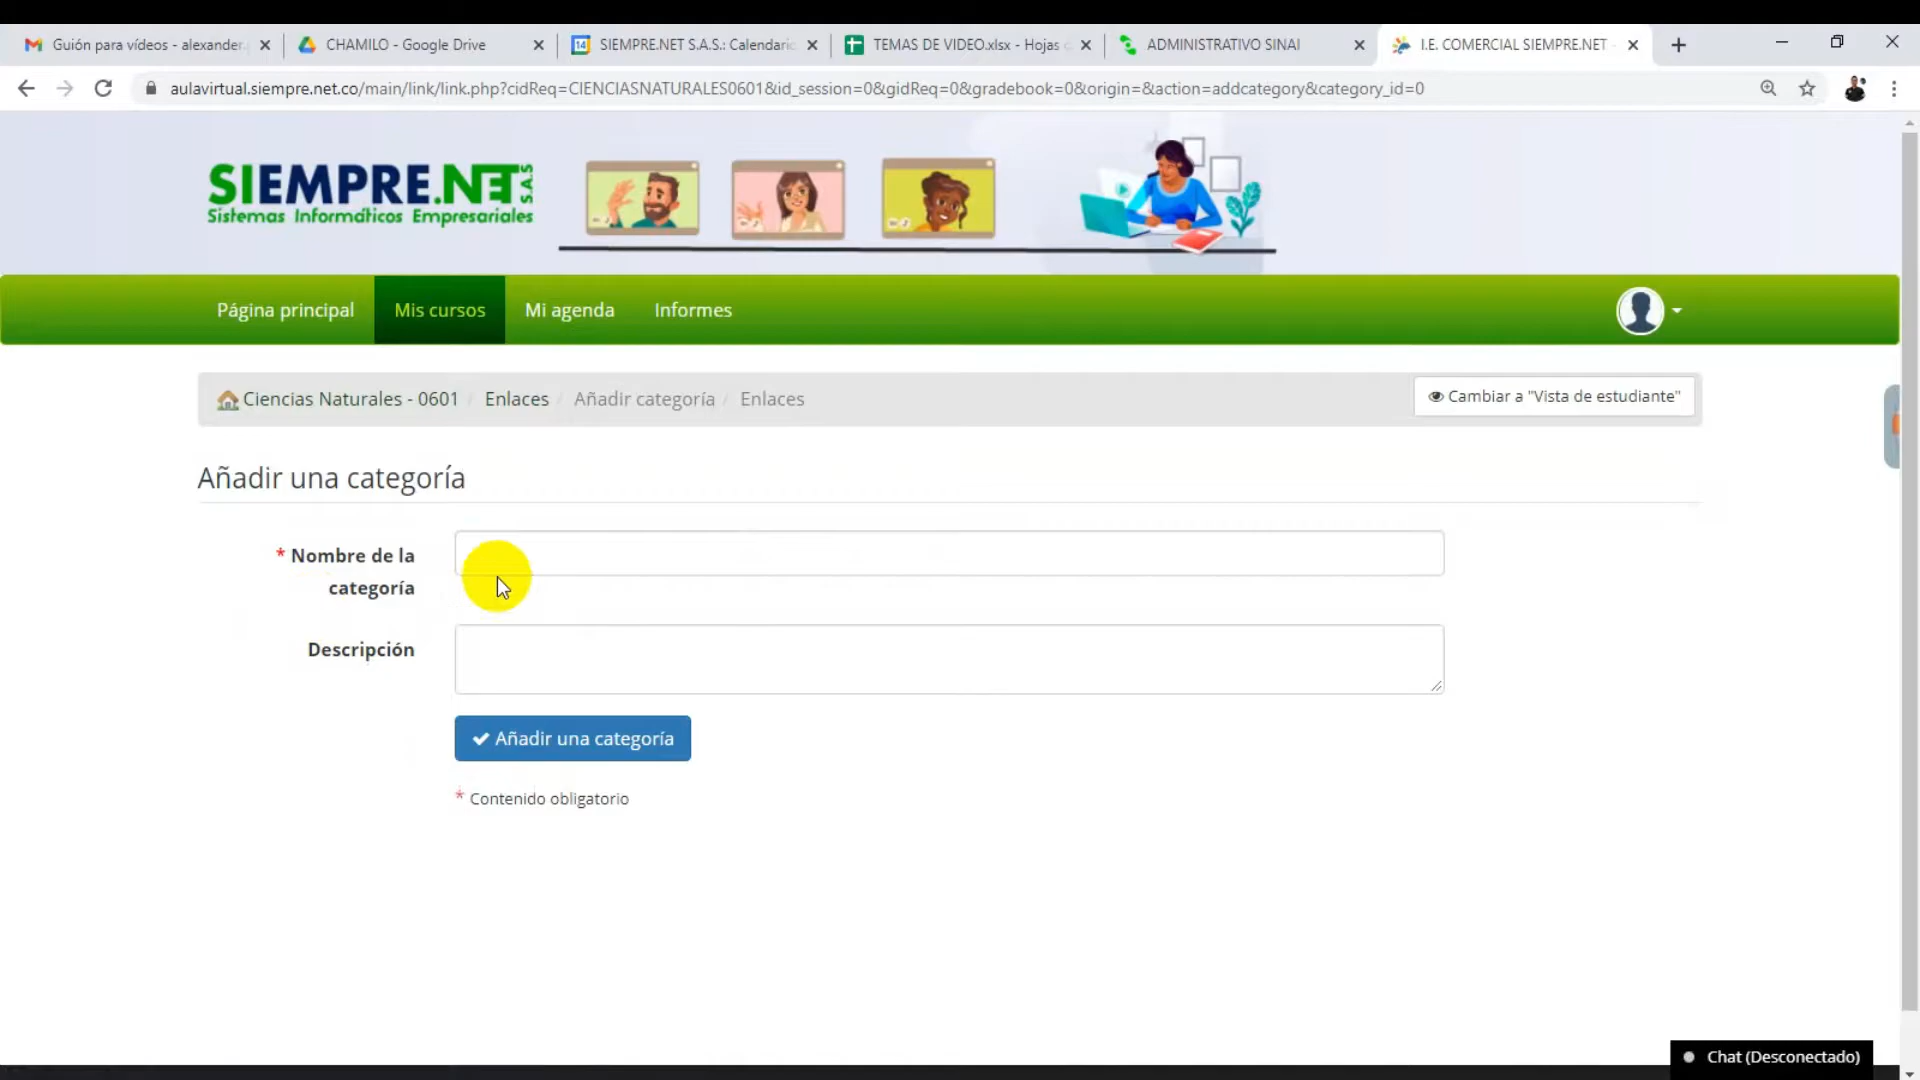 Guión para vídeos - alexander.
CHAMILO - Google Drive
14
SIEMPRE.NET S.A.S.: Calendario
TEMAS DE VIDEO.xlsx - Hojas
ADMINISTRATIVO SINAI
I.E. COMERCIAL SIEMPRE.NET -
aulavirtual.siempre.net.co/main/link/link.php?cidReq=CIENCIASNATURALES0601&id_session=0&gidReq=0&gradebook=0&origin=&action=addcategory&category_id=0
SIEMPRE.NET S.A.S
Sistemas Informáticos Empresariales
Página principal
Mis cursos
Mi agenda
Informes
Ciencias Naturales - 0601 / Enlaces / Añadir categoría / Enlaces
Cambiar a "Vista de estudiante"
Añadir una categoría
* Nombre de la
categoría
Descripción
Añadir una categoría
* Contenido obligatorio
Chat (Desconectado)